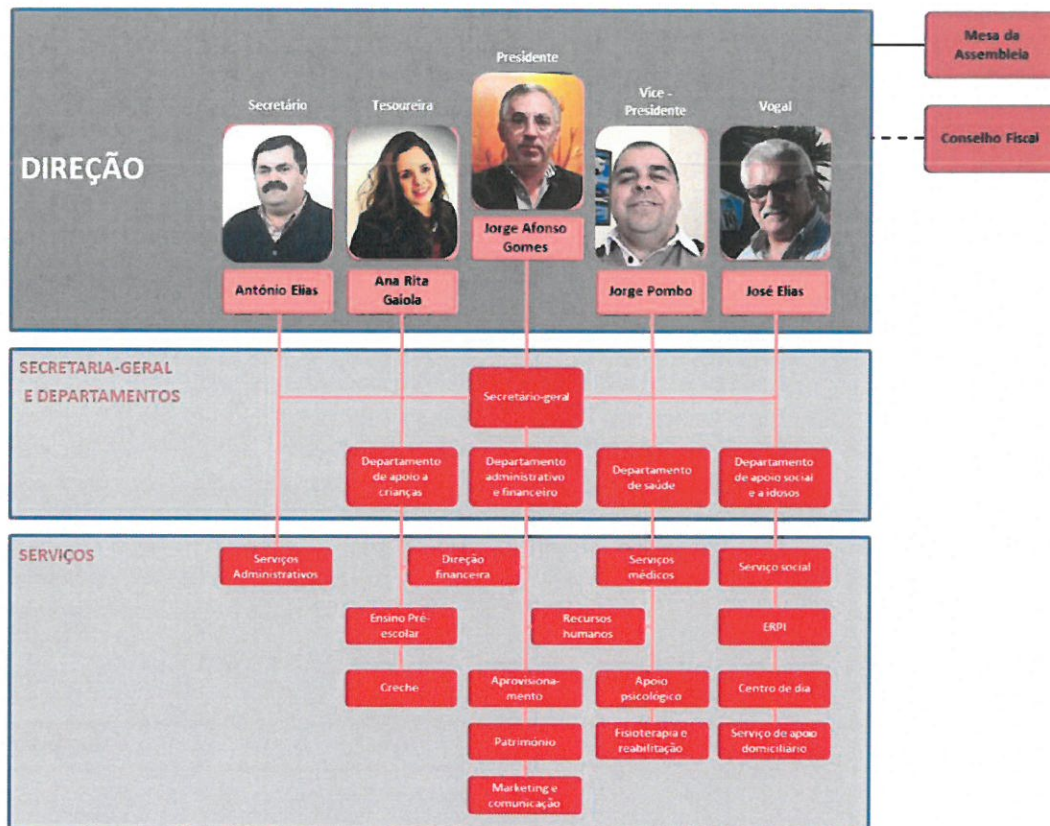 Mesa da
Assembleia
Conselho Fiscal
DIREÇÃO
Secretário
António Elias
Tesoureira
Ana Rita
Gaiola
Presidente
Jorge Afonso
Gomes
Vice -
Presidente
Jorge Pombo
Vogal
José Elias
SECRETARIA-GERAL
E DEPARTAMENTOS
Secretário-geral
Departamento
de apoio a
crianças
Departamento
administrativo
e financeiro
Departamento
de saúde
Departamento
de apoio social
e a idosos
SERVIÇOS
Serviços
Administrativos
Direção
financeira
Serviços
médicos
Serviço social
Ensino Pré-
escolar
Recursos
humanos
ERPI
Creche
Aprovisiona-
mento
Apoio
psicológico
Centro de dia
Património
Fisioterapia e
reabilitação
Serviço de apoio
domiciliário
Marketing e
comunicação